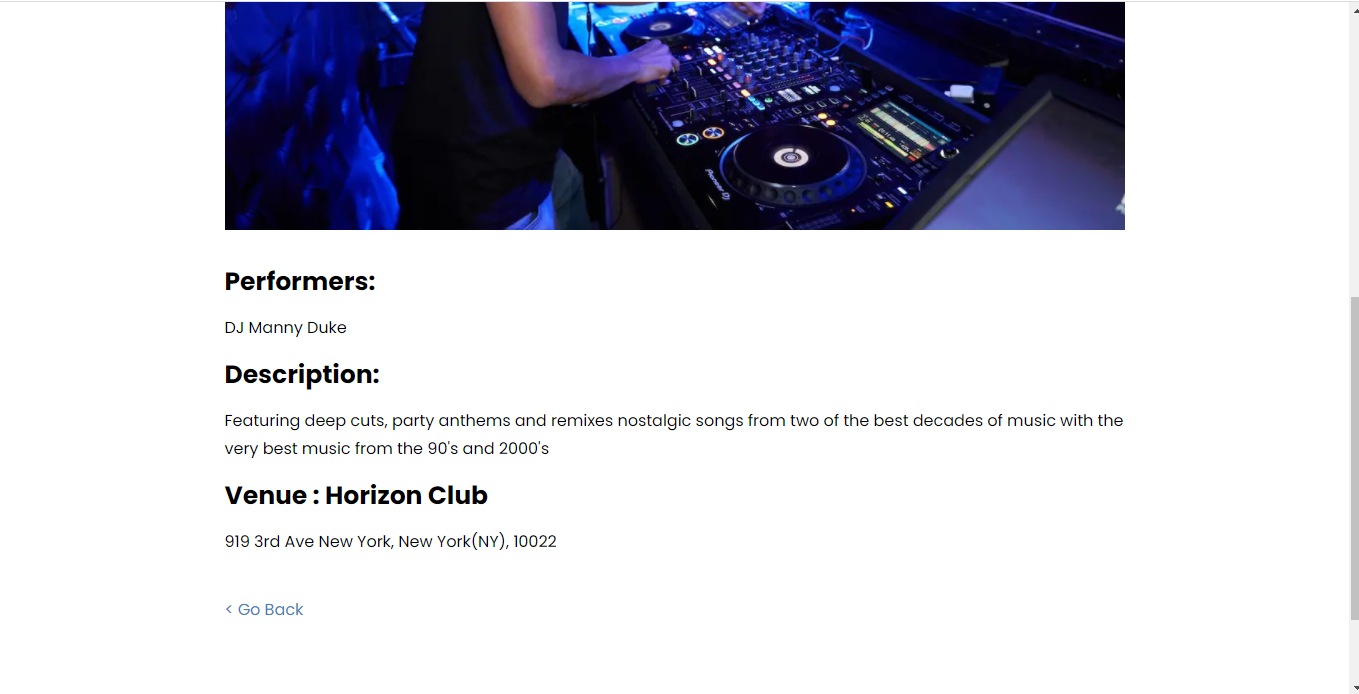 Pioneer DJ
Performers:
DJ Manny Duke
Description:
Featuring deep cuts, party anthems and remixes nostalgic songs from two of the best decades of music with the
very best music from the 90's and 2000's
Venue : Horizon Club
919 3rd Ave New York, New York(NY), 10022
< Go Back